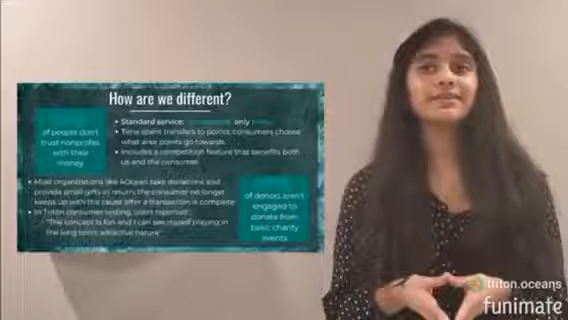 How are we different?
of people don't
trust nonprofits
with their
money
Standard service: only
Time spent transfers to points, consumers choose
what area points go towards.
Includes a competition feature that benefits both
us and the consumer.
Most organizations like 4Ocean take donations and
provide small gifts in return; the consumer no longer
keeps up with the cause after a transaction is complete
In Triton consumer testing, users reported
"The concept is fun and I can see myself playing in
the long term, addictive nature"
of donors aren't
engaged to
donate from
basic charity
events
triton.oceans
funimate